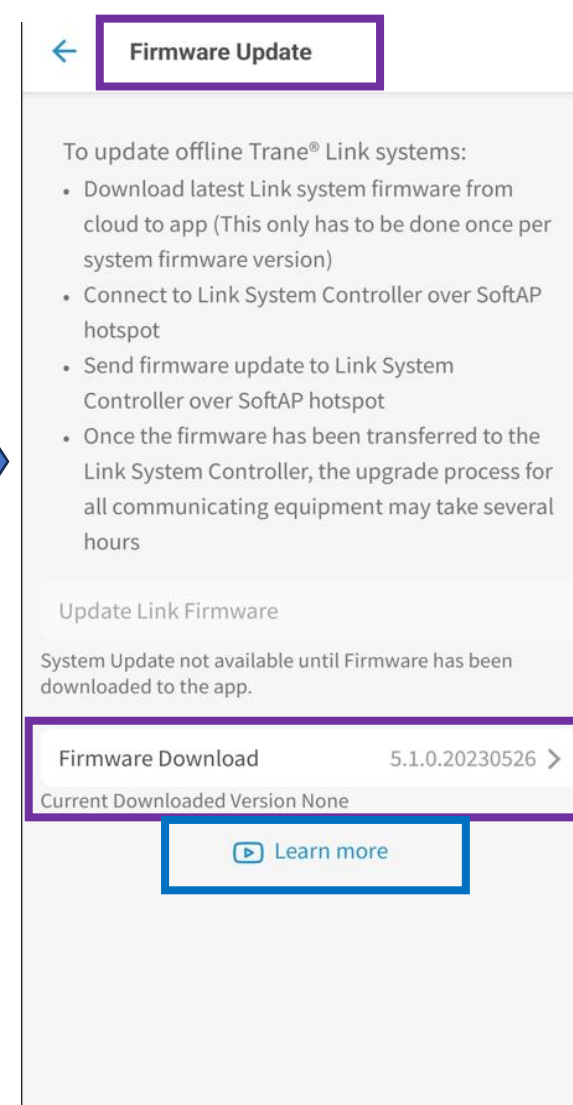 Firmware Update
To update offline Trane® Link systems:
• Download latest Link system firmware from
cloud to app (This only has to be done once per
system firmware version)
• Connect to Link System Controller over SoftAP
hotspot
• Send firmware update to Link System
Controller over SoftAP hotspot
• Once the firmware has been transferred to the
Link System Controller, the upgrade process for
all communicating equipment may take several
hours
Update Link Firmware
System Update not available until Firmware has been
downloaded to the app.
Firmware Download 5.1.0.20230526
Current Downloaded Version None
Learn more